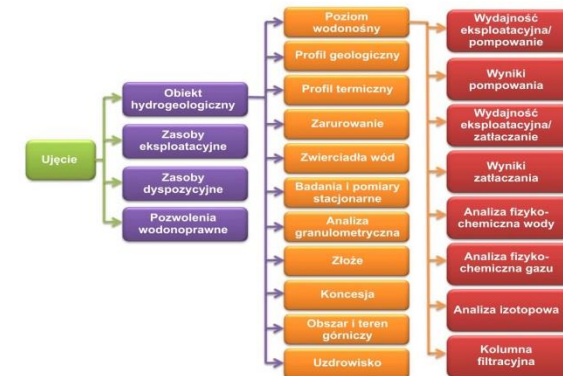 Ujęcie
Obiekt
hydrogeologiczny
Zasoby
eksploatacyjne
Zasoby
dyspozycyjne
Pozwolenia
wodonoprawne
Poziom wodonośny
Profil geologiczny
Profil termiczny
Zarurowanie
Zwierciadła wód
Badania i pomiary
stacjonarne
Analiza
granulometryczna
Złoże
Koncesja
Obszar i teren
górniczy
Uzdrowisko
Wydajność
eksploatacyjna/
pompowanie
Wyniki
pompowania
Wydajność
eksploatacyjna/
zatłaczanie
Wyniki
zatłaczania
Analiza fizyko-
chemiczna wody
Analiza fizyko-
chemiczna gazu
Analiza izotopowa
Kolumna
filtracyjna